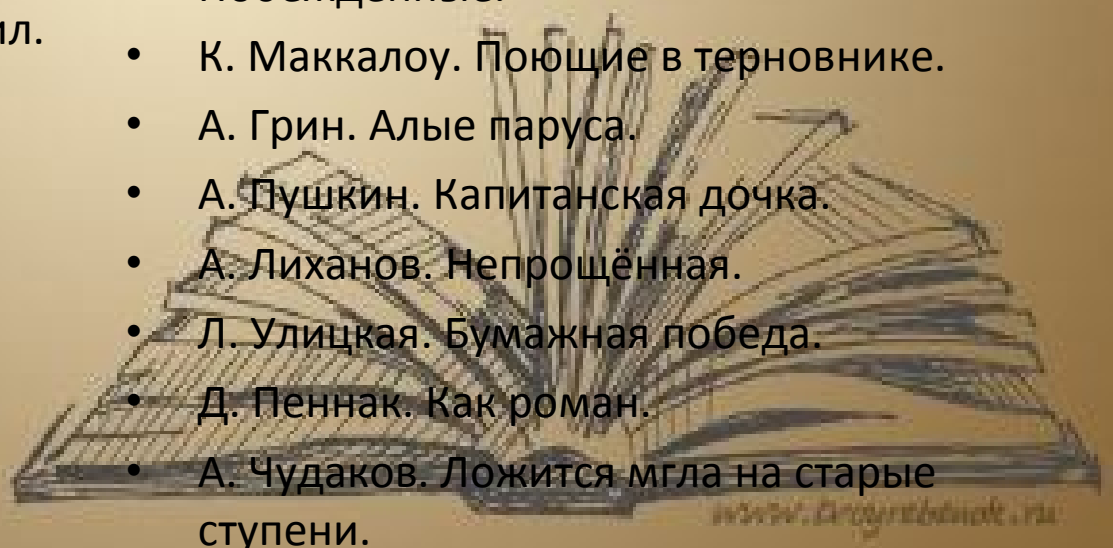 Побеждённые.
ил.
• К. Маккалоу. Поющие в терновнике.
• А. Грин. Алые паруса.
• А. Пушкин. Капитанская дочка.
• А. Лиханов. Непрощённая.
• Л. Улицкая. Бумажная победа.
• Д. Пеннак. Как роман.
• А. Чудаков. Ложится мгла на старые
ступени.